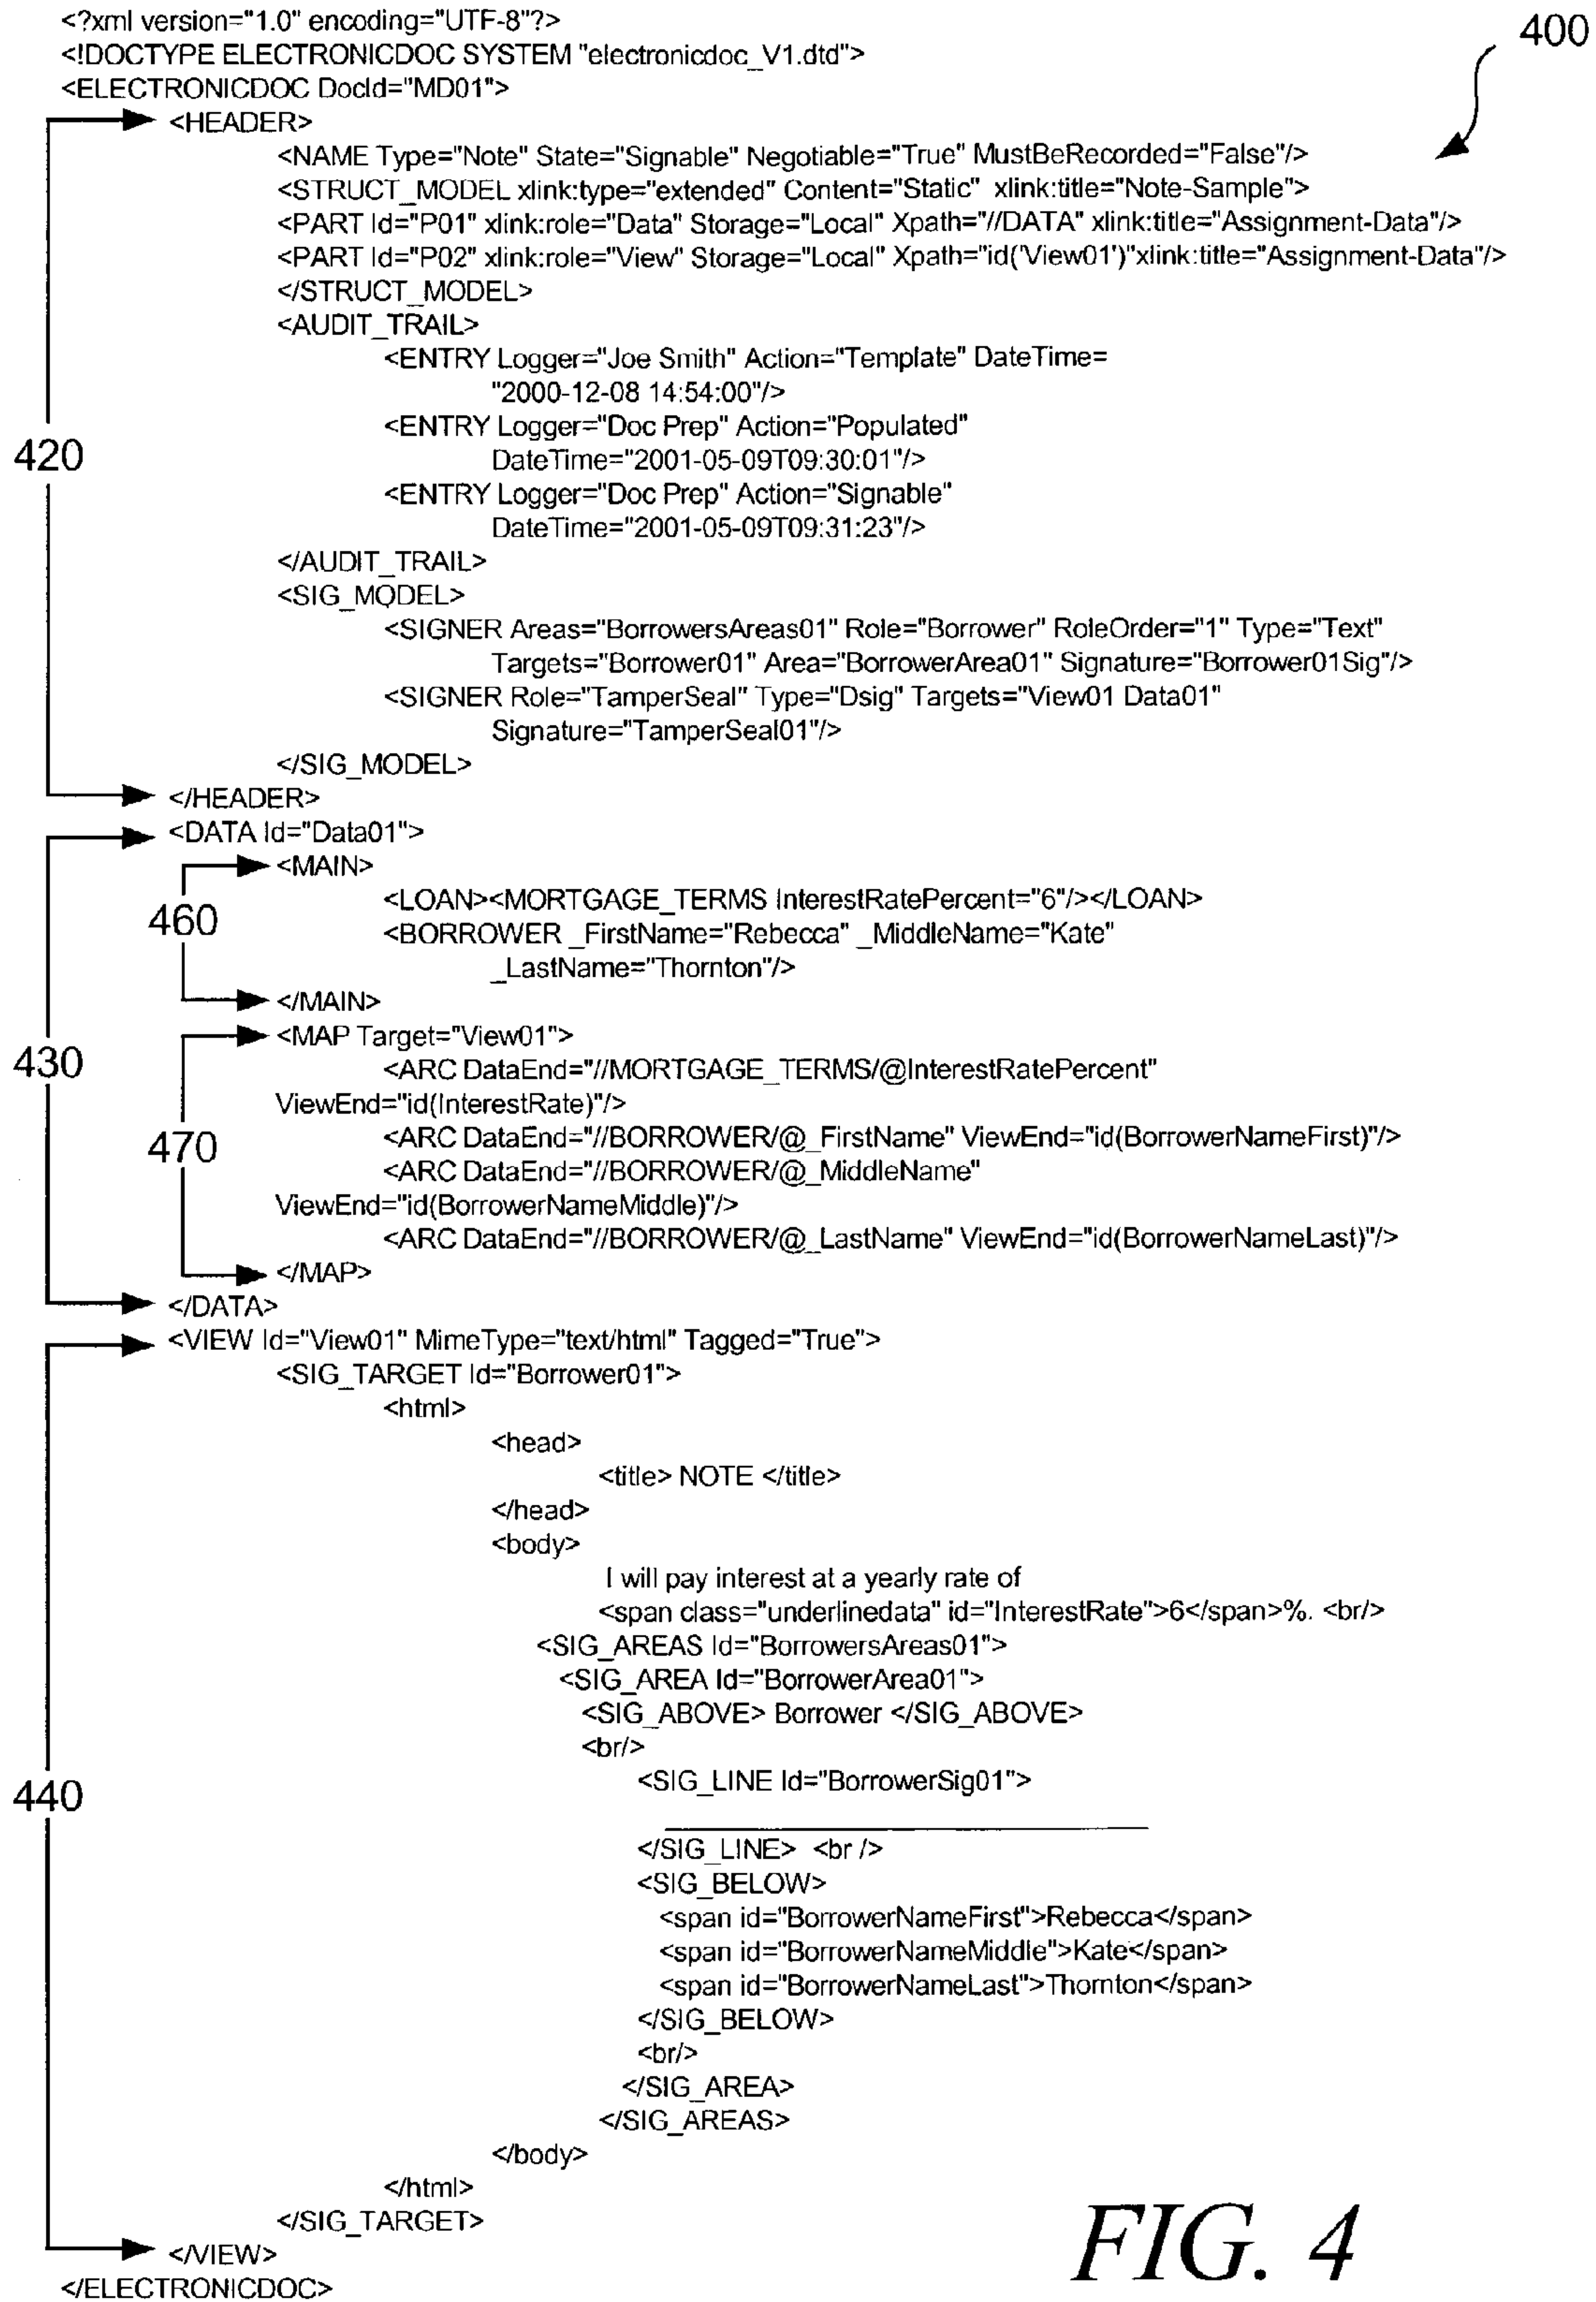 <?xml version="1.0" encoding="UTF-8"?>
400
<!DOCTYPE ELECTRONICDOC SYSTEM "electronicdoc_V1.dtd">
<ELECTRONICDOC DocId="MD01">
<HEADER>
<NAME Type="Note" State="Signable" Negotiable="True" MustBeRecorded="False"/>
<STRUCT_MODEL xlink:type="extended" Content="Static" xlink:title="Note-Sample">
<PART Id="P01" xlink:role="Data" Storage="Local" Xpath="//DATA" xlink:title="Assignment-Data"/>
<PART Id="P02" xlink:role="View" Storage="Local" Xpath="id('View01')"xlink:title="Assignment-Data"/>
</STRUCT_MODEL>
<AUDIT_TRAIL>
<ENTRY Logger="Joe Smith" Action="Template" DateTime=
"2000-12-08 14:54:00"/>
<ENTRY Logger="Doc Prep" Action="Populated"
420
DateTime="2001-05-09T09:30:01"/>
<ENTRY Logger="Doc Prep" Action="Signable"
DateTime="2001-05-09T09:31:23"/>
</AUDIT_TRAIL>
<SIG_MODEL>
<SIGNER Areas="BorrowersAreas01" Role="Borrower" RoleOrder="1" Type="Text"
Targets="Borrower01" Area="BorrowerArea01" Signature="Borrower01Sig"/>
<SIGNER Role="TamperSeal" Type="Dsig" Targets="View01 Data01"
Signature="TamperSeal01"/>
</SIG_MODEL>
</HEADER>
<DATA Id="Data01">
<MAIN>
<LOAN><MORTGAGE_TERMS InterestRatePercent="6"/></LOAN>
460
<BORROWER _FirstName="Rebecca" _MiddleName="Kate"
_LastName="Thornton"/>
</MAIN>
<MAP Target="View01">
430
<ARC DataEnd="//MORTGAGE_TERMS/@InterestRatePercent"
ViewEnd="id(InterestRate)"/>
<ARC DataEnd="//BORROWER/@_FirstName" ViewEnd="id(BorrowerNameFirst)"/>
470
<ARC DataEnd="//BORROWER/@_MiddleName"
ViewEnd="id(BorrowerNameMiddle)"/>
<ARC DataEnd="//BORROWER/@_LastName" ViewEnd="id(BorrowerNameLast)"/>
</MAP>
</DATA>
<VIEW Id="View01" MimeType="text/html" Tagged="True">
<SIG_TARGET Id="Borrower01">
<html>
<head>
<title> NOTE </title>
</head>
<body>
I will pay interest at a yearly rate of
<span class="underlinedata" id="InterestRate">6</span>%. <br/>
<SIG_AREAS Id="BorrowersAreas01">
<SIG_AREA Id="BorrowerArea01">
<SIG_ABOVE> Borrower </SIG_ABOVE>
<br/>
<SIG_LINE Id="BorrowerSig01">
440
</SIG_LINE> <br />
<SIG_BELOW>
<span id="BorrowerNameFirst">Rebecca</span>
<span id="BorrowerNameMiddle">Kate</span>
<span id="BorrowerNameLast">Thornton</span>
</SIG_BELOW>
<br/>
</SIG_AREA>
</SIG_AREAS>
</body>
</html>
</SIG_TARGET>
</VIEW>
</ELECTRONICDOC>
FIG. 4